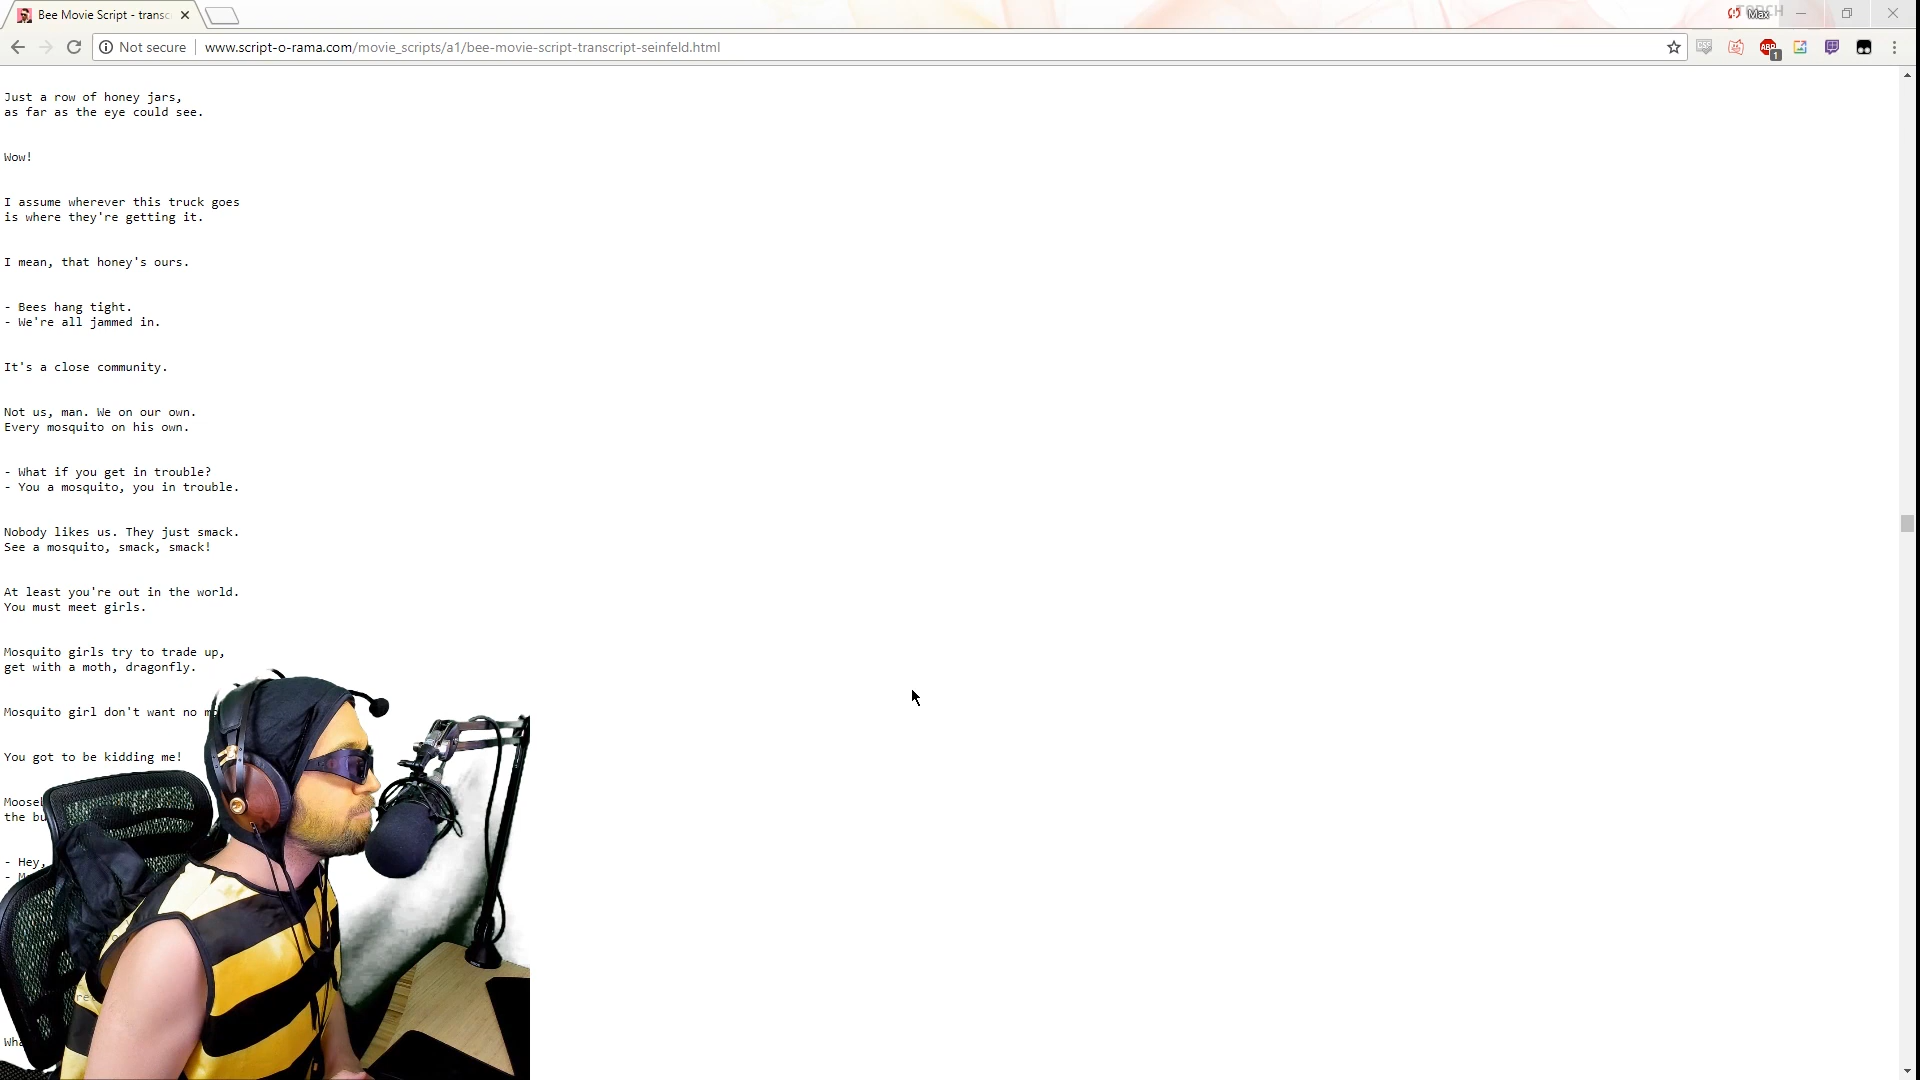 Bee Movie Script - transc
Max
Not secure
www.script-o-rama.com/movie_scripts/a1/bee-movie-script-transcript-seinfeld.html
ABP
1
Just a row of honey jars,
as far as the eye could see.
Wow!
I assume wherever this truck goes
is where they're getting it.
I mean, that honey's ours.
- Bees hang tight.
- We're all jammed in.
It's a close community.
Not us, man. We on our own.
Every mosquito on his own.
- What if you get in trouble?
- You a mosquito, you in trouble.
Nobody likes us. They just smack.
See a mosquito, smack, smack!
At least you're out in the world.
You must meet girls.
Mosquito girls try to trade up,
get with a moth, dragonfly.
Mosquito girl don't want no
You got to be kidding me!
Moosel
the bu
- Hey,